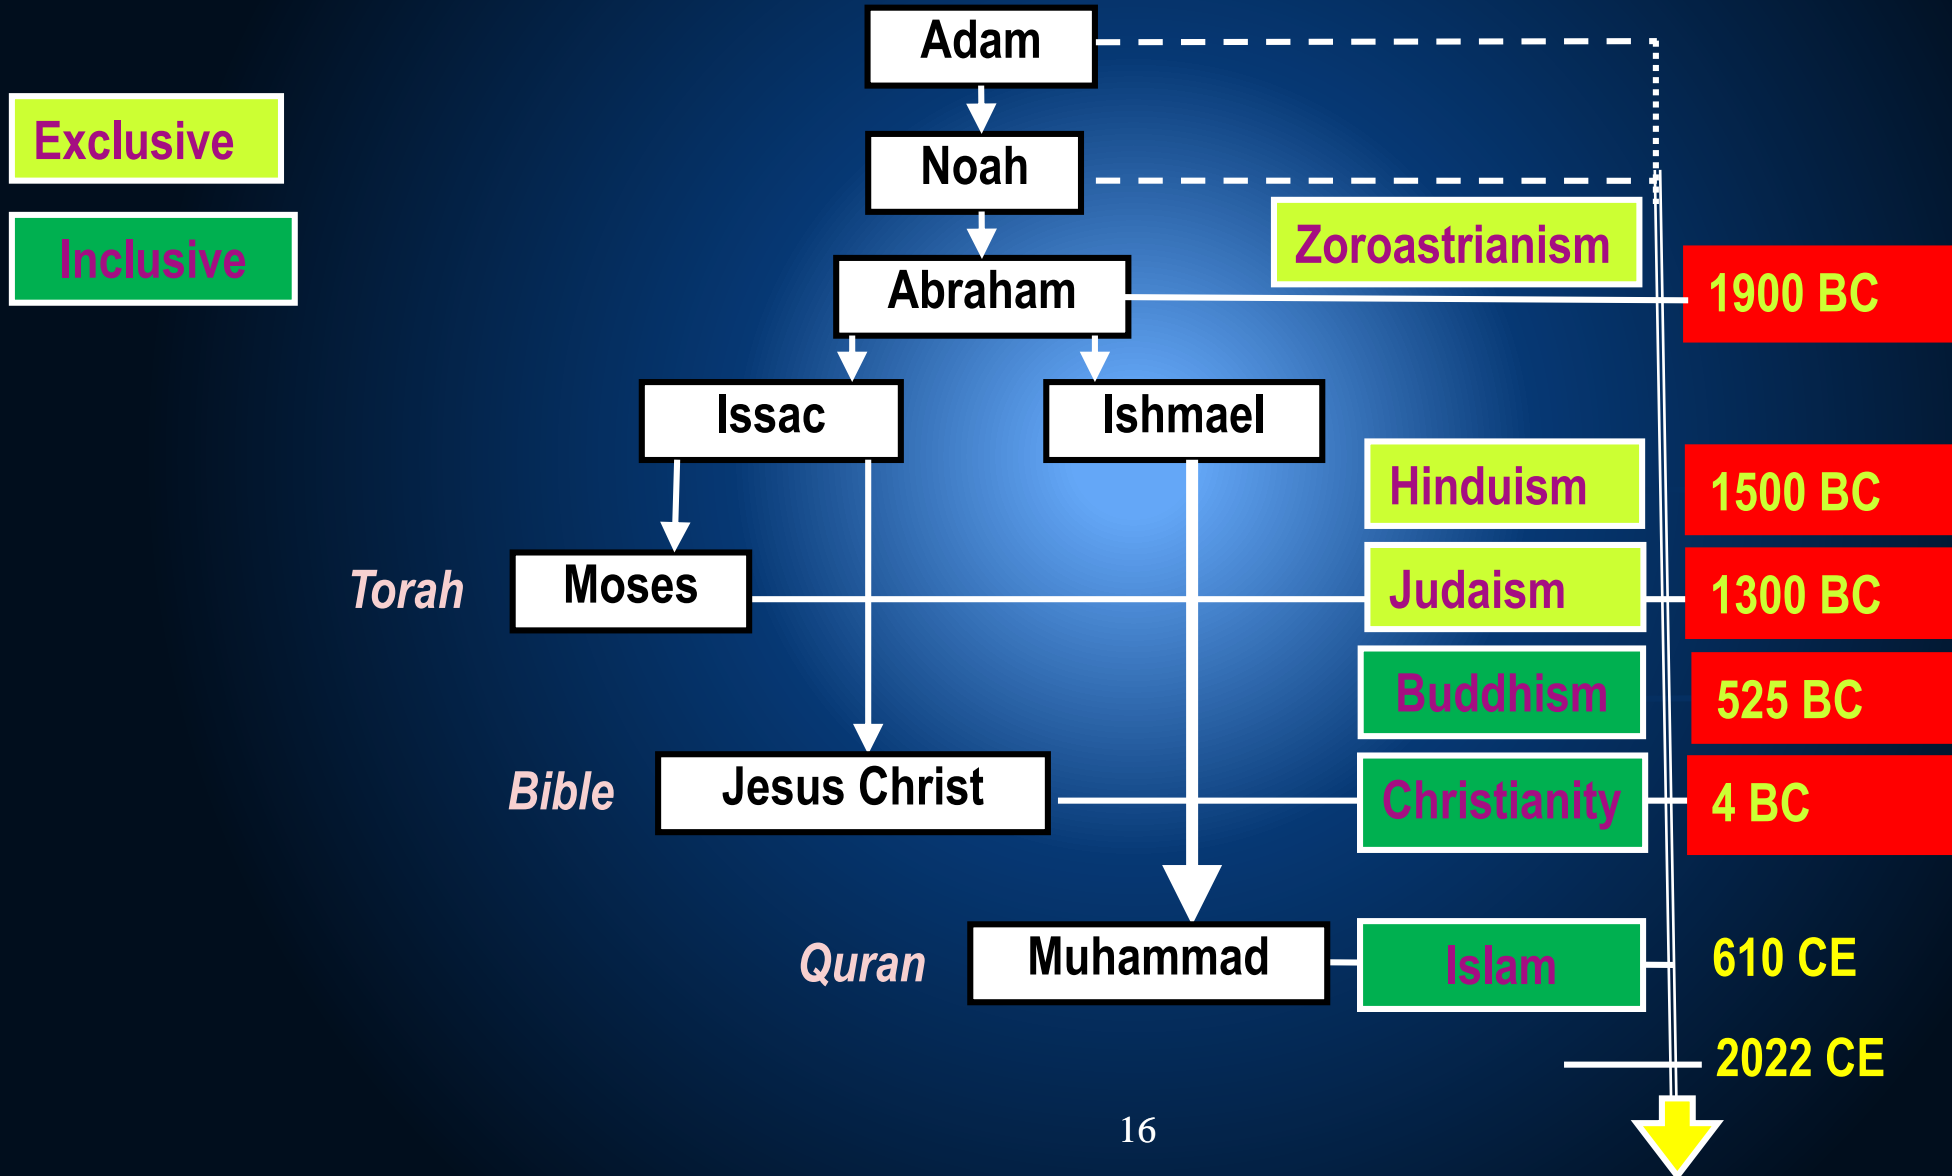 Adam
Exclusive
Noah
Inclusive
Zoroastrianism
Abraham
1900 BC
Issac
Ishmael
Hinduism
1500 BC
Torah
Moses
Judaism
1300 BC
Buddhism
525 BC
Bible
Jesus Christ
Christianity
4 BC
Quran
Muhammad
Islam
610 CE
2022 CE
16